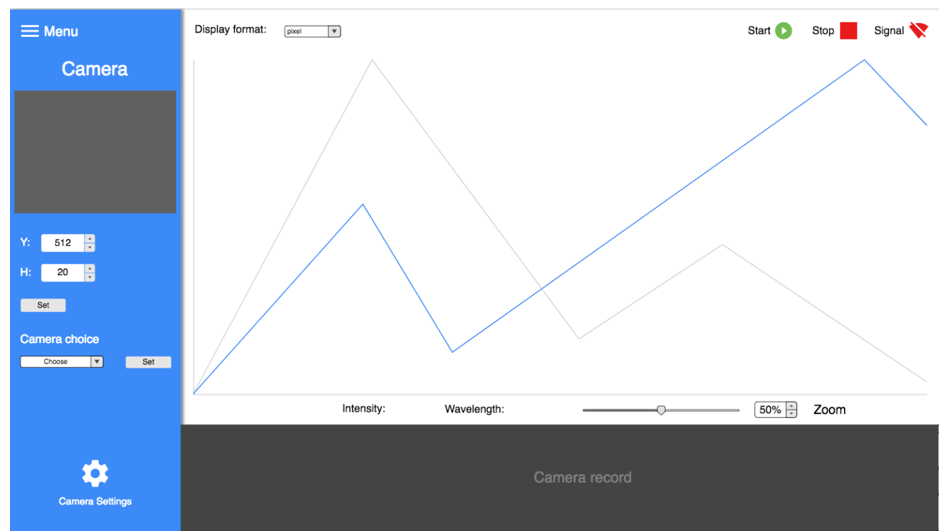 Menu
Camera
Y: 512
H: 20
Set
Camera choice
Choose Set
Camera Settings
Display format: pixel
Start Stop Signal
Intensity: Wavelength: 50% Zoom
Camera record